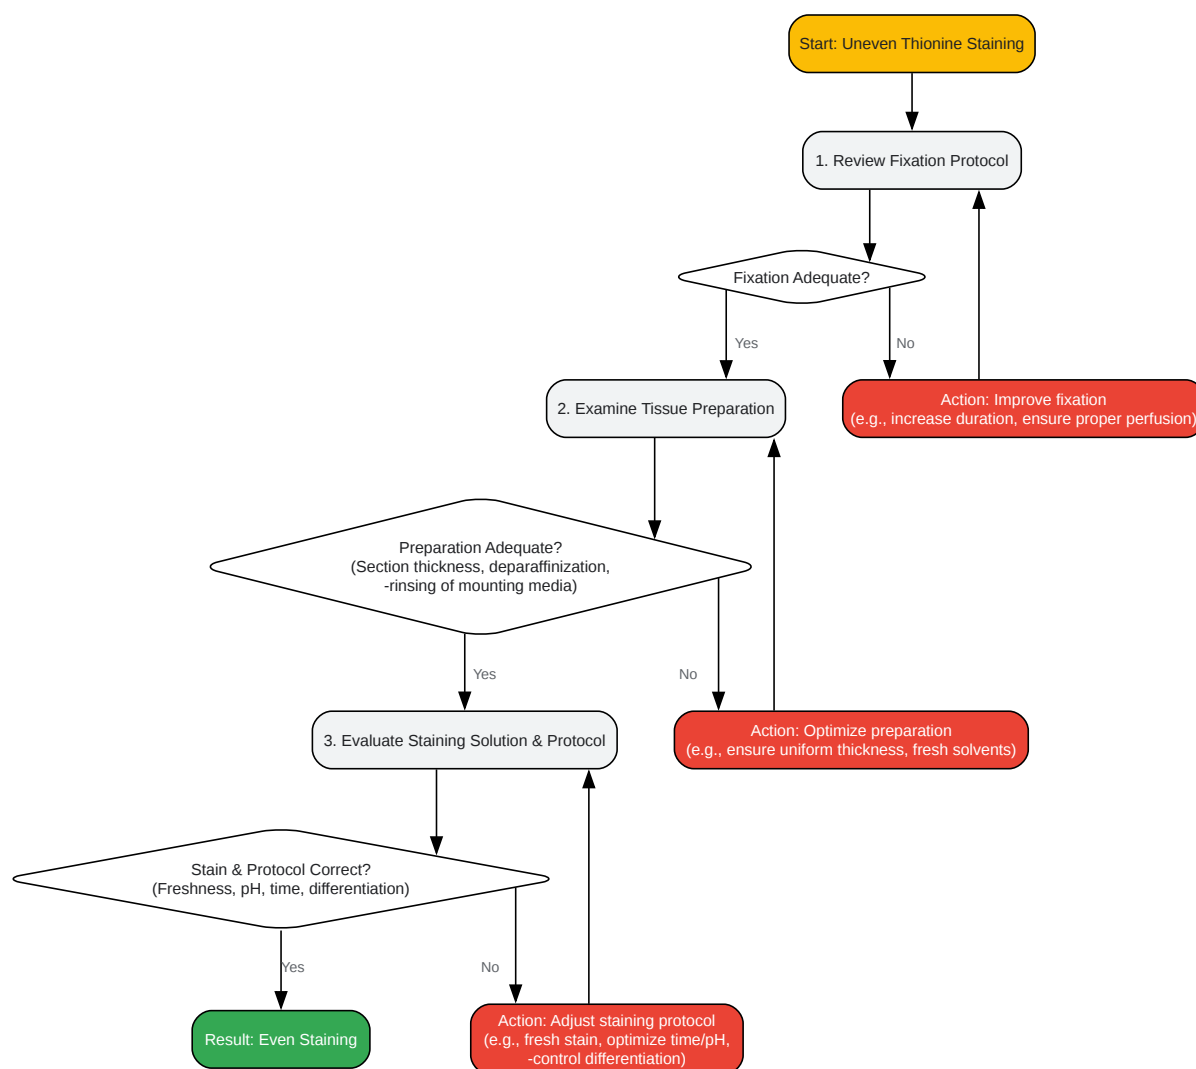 Start: Uneven Thionine Staining
1. Review Fixation Protocol
Fixation Adequate?
Yes
No
2. Examine Tissue Preparation
Action: Improve fixation
(e.g., increase duration, ensure proper perfusion)
Preparation Adequate?
(Section thickness, deparaffinization,
-rinsing of mounting media)
Yes
No
3. Evaluate Staining Solution & Protocol
Action: Optimize preparation
(e.g., ensure uniform thickness, fresh solvents)
Stain & Protocol Correct?
(Freshness, pH, time, differentiation)
Yes
No
Result: Even Staining
Action: Adjust staining protocol
(e.g., fresh stain, optimize time/pH,
-control differentiation)